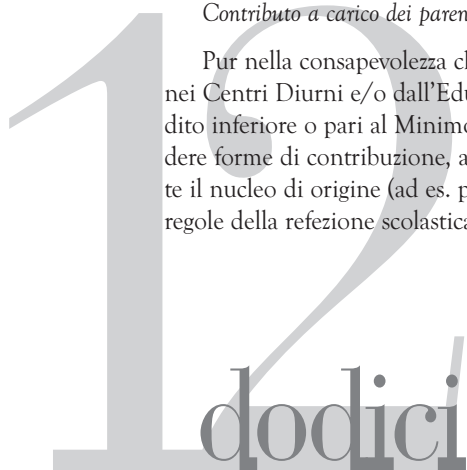 Contributo a carico dei paren
Pur nella consapevolezza ch
nei Centri Diurni e/o dall'Edu
dito inferiore o pari al Minimo
dere forme di contribuzione, a
te il nucleo di origine (ad es. p
regole della refezione scolastica
12
dodici